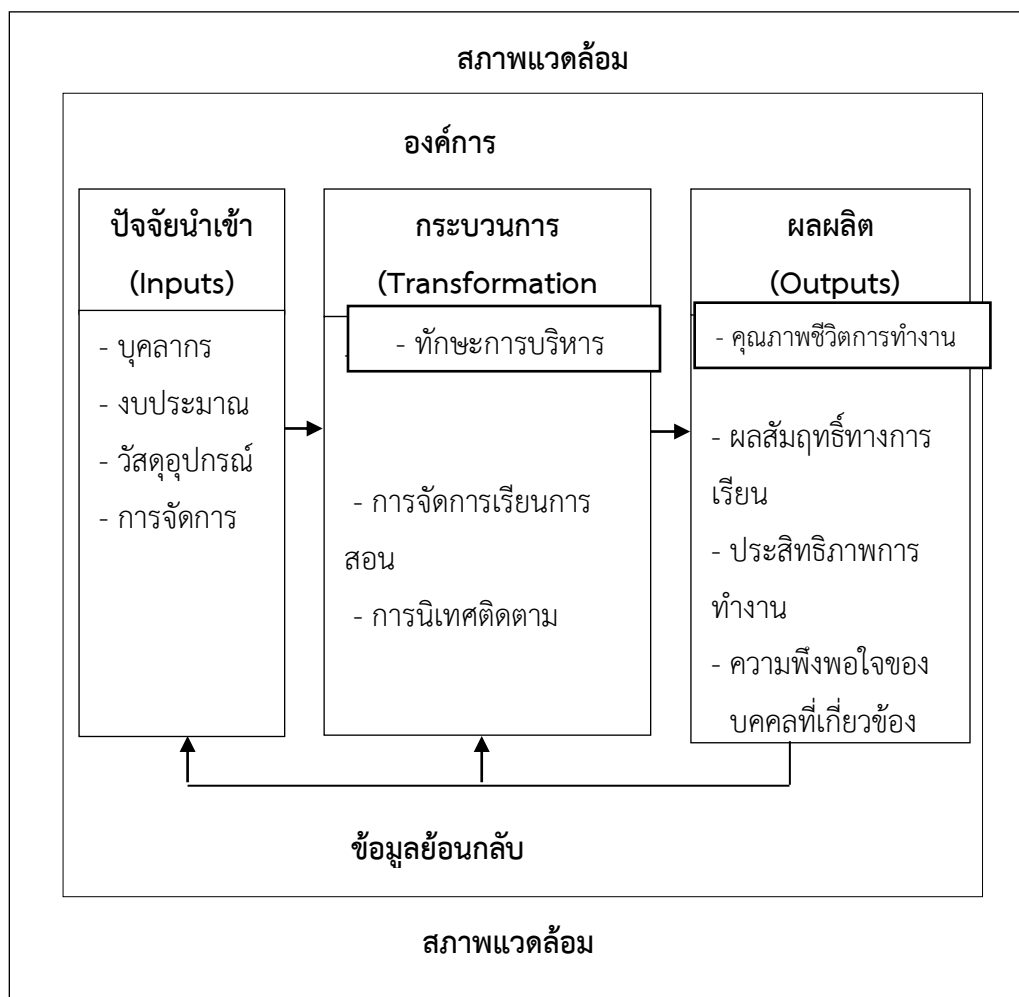 สภาพแวดล้อม
องค์การ
ปัจจัยนำเข้า
(Inputs)
- บุคลากร
- งบประมาณ
- วัสดุอุปกรณ์
- การจัดการ
กระบวนการ
(Transformation
- ทักษะการบริหาร
- การจัดการเรียนการ
สอน
- การนิเทศติดตาม
ผลผลิต
(Outputs)
- คุณภาพชีวิตการทำงาน
- ผลสัมฤทธิ์ทางการ
เรียน
- ประสิทธิภาพการ
ทำงาน
- ความพึงพอใจของ
บคคลที่เกี่ยวข้อง
ข้อมูลย้อนกลับ
สภาพแวดล้อม